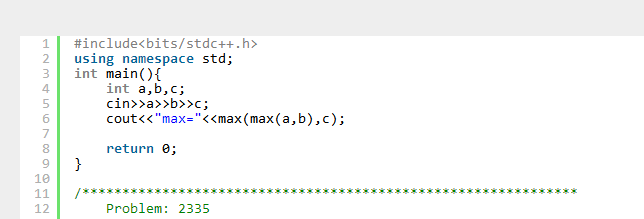 1 #include<bits/stdc++.h>
2 using namespace std;
3 int main(){
4     int a,b,c;
5     cin>>a>>b>>c;
6     cout<<"max="<<max(max(a,b),c);
7
8     return 0;
9 }
10
11 /**************************************************************
12     Problem: 2335